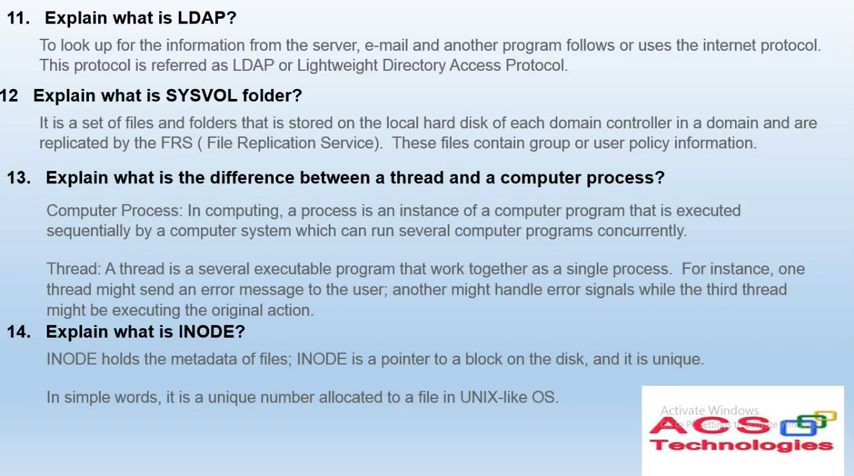 11. Explain what is LDAP?
To look up for the information from the server, e-mail and another program follows or uses the internet protocol.
This protocol is referred as LDAP or Lightweight Directory Access Protocol.
12 Explain what is SYSVOL folder?
It is a set of files and folders that is stored on the local hard disk of each domain controller in a domain and are
replicated by the FRS ( File Replication Service). These files contain group or user policy information.
13. Explain what is the difference between a thread and a computer process?
Computer Process: In computing, a process is an instance of a computer program that is executed
sequentially by a computer system which can run several computer programs concurrently.
Thread: A thread is a several executable program that work together as a single process. For instance, one
thread might send an error message to the user; another might handle error signals while the third thread
might be executing the original action.
14. Explain what is INODE?
INODE holds the metadata of files; INODE is a pointer to a block on the disk, and it is unique.
In simple words, it is a unique number allocated to a file in UNIX-like OS.
Activate Windows
ACS
Technologies